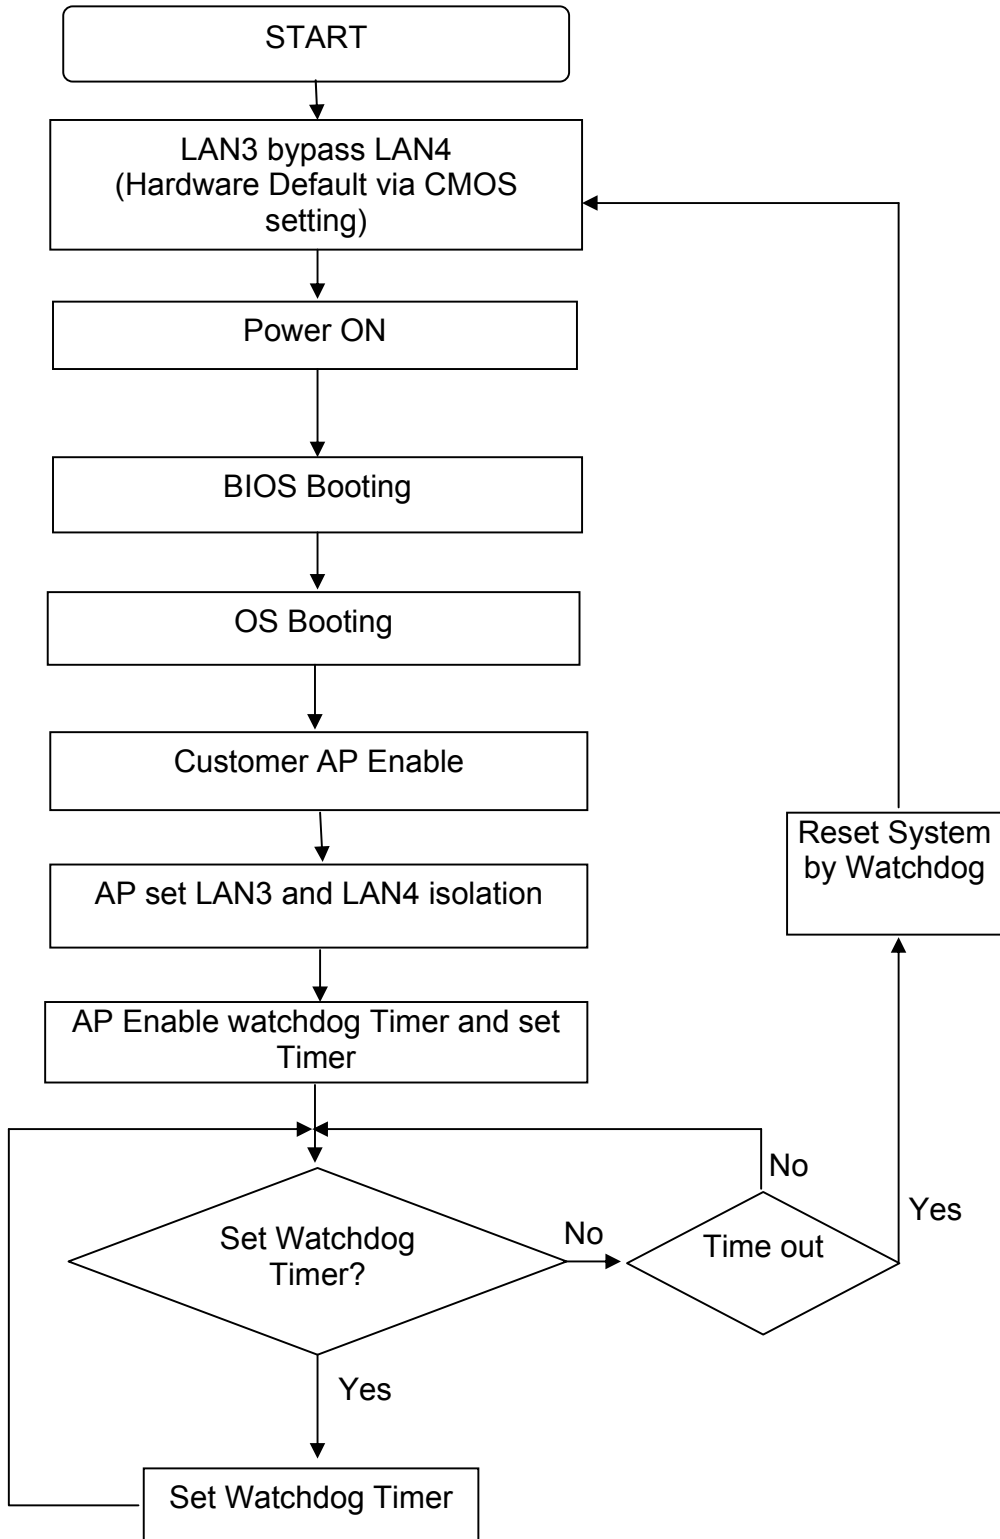 START
LAN3 bypass LAN4
(Hardware Default via CMOS
setting)
Power ON
BIOS Booting
OS Booting
Customer AP Enable
AP set LAN3 and LAN4 isolation
AP Enable watchdog Timer and set
Timer
Reset System
by Watchdog
Set Watchdog
Timer?
No
Time out
No
Yes
Yes
Set Watchdog Timer